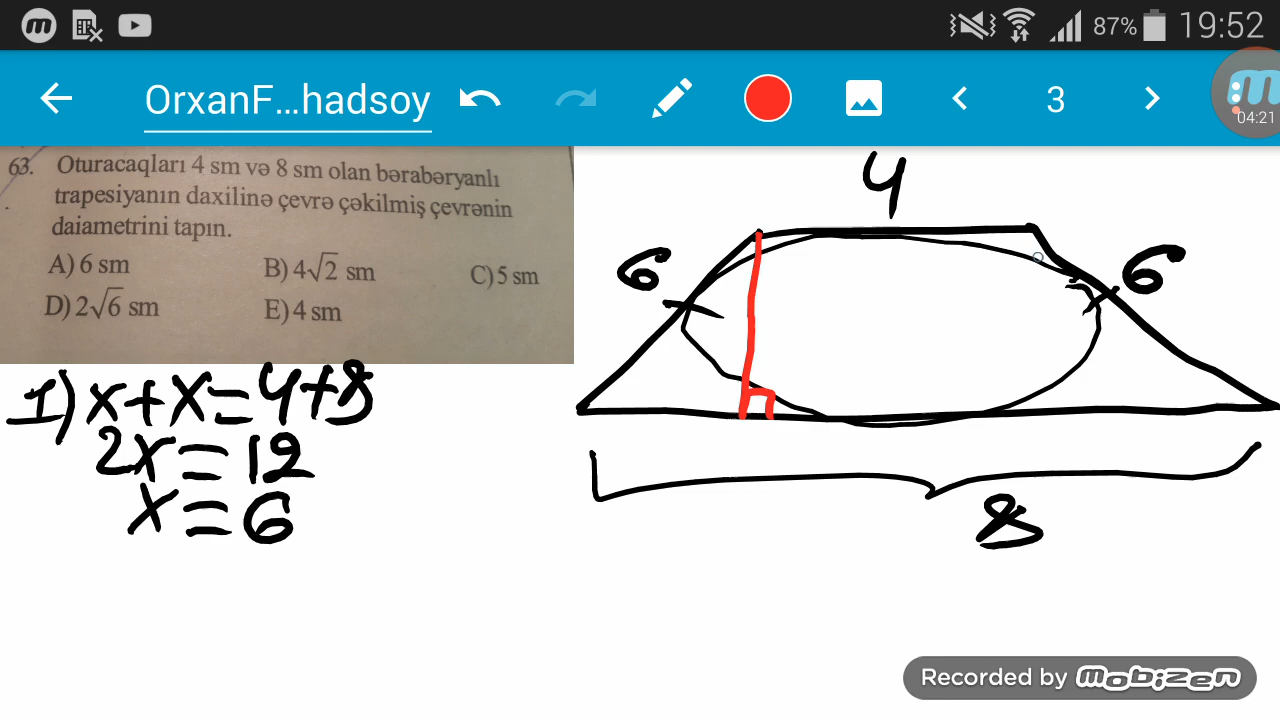 87% 19:52
OrxanF...hadsoy 3
04:21
63. Oturacaqları 4 sm və 8 sm olan bərabəryanlı
trapesiyanın daxilinə çevrə çəkilmiş çevrənin
daiametrini tapın.
A) 6 sm B) 4√2 sm C) 5 sm
D) 2√6 sm E) 4 sm
1) x+x=4+8
2x=12
x=6
4
6 6
8
Recorded by mobizen